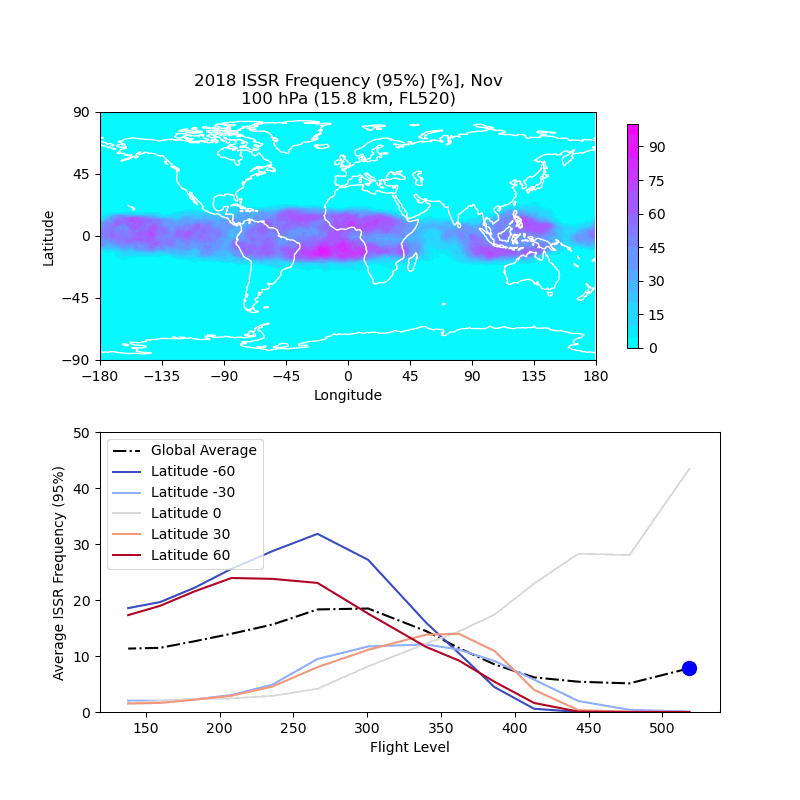 2018 ISSR Frequency (95%) [%], Nov
100 hPa (15.8 km, FL520)
90
45
0
−45
−90
Latitude
−180 −135 −90 −45 0 45 90 135 180
Longitude
90
75
60
45
30
15
0
50
40
30
20
10
0
Average ISSR Frequency (95%)
Global Average
Latitude -60
Latitude -30
Latitude 0
Latitude 30
Latitude 60
150 200 250 300 350 400 450 500
Flight Level